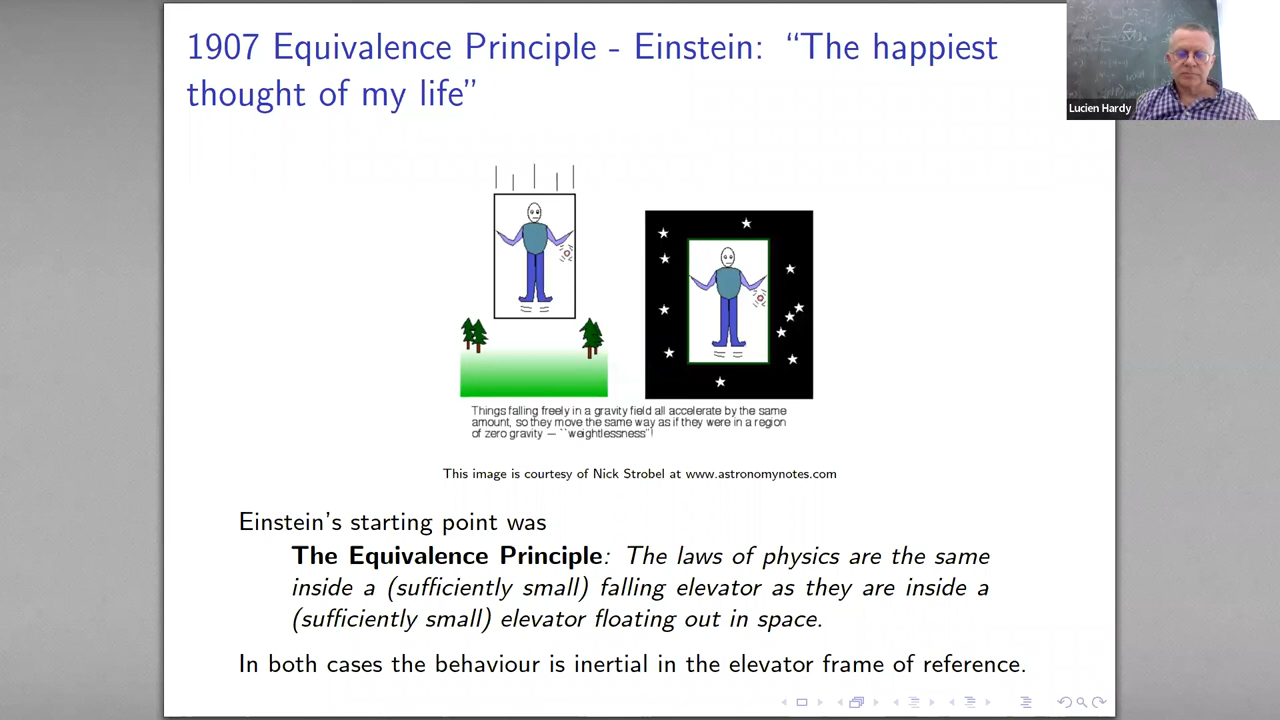 1907 Equivalence Principle - Einstein: “The happiest
thought of my life”
Lucien Hardy
Things falling freely in a gravity field all accelerate by the same
amount, so they move the same way as if they were in a region
of zero gravity — ``weightlessness''!
This image is courtesy of Nick Strobel at www.astronomynotes.com
Einstein's starting point was
The Equivalence Principle: The laws of physics are the same
inside a (sufficiently small) falling elevator as they are inside a
(sufficiently small) elevator floating out in space.
In both cases the behaviour is inertial in the elevator frame of reference.